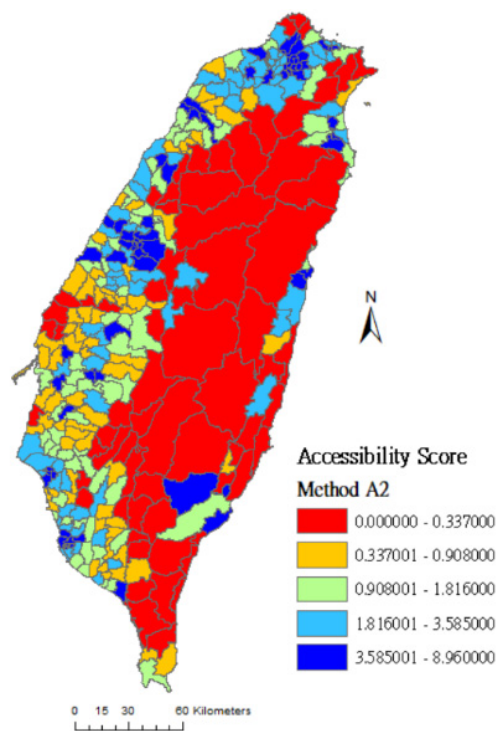 N
Accessibility Score
Method A2
0.000000 - 0.337000
0.337001 - 0.908000
0.908001 - 1.816000
1.816001 - 3.585000
3.585001 - 8.960000
0 15 30 60 Kilometers